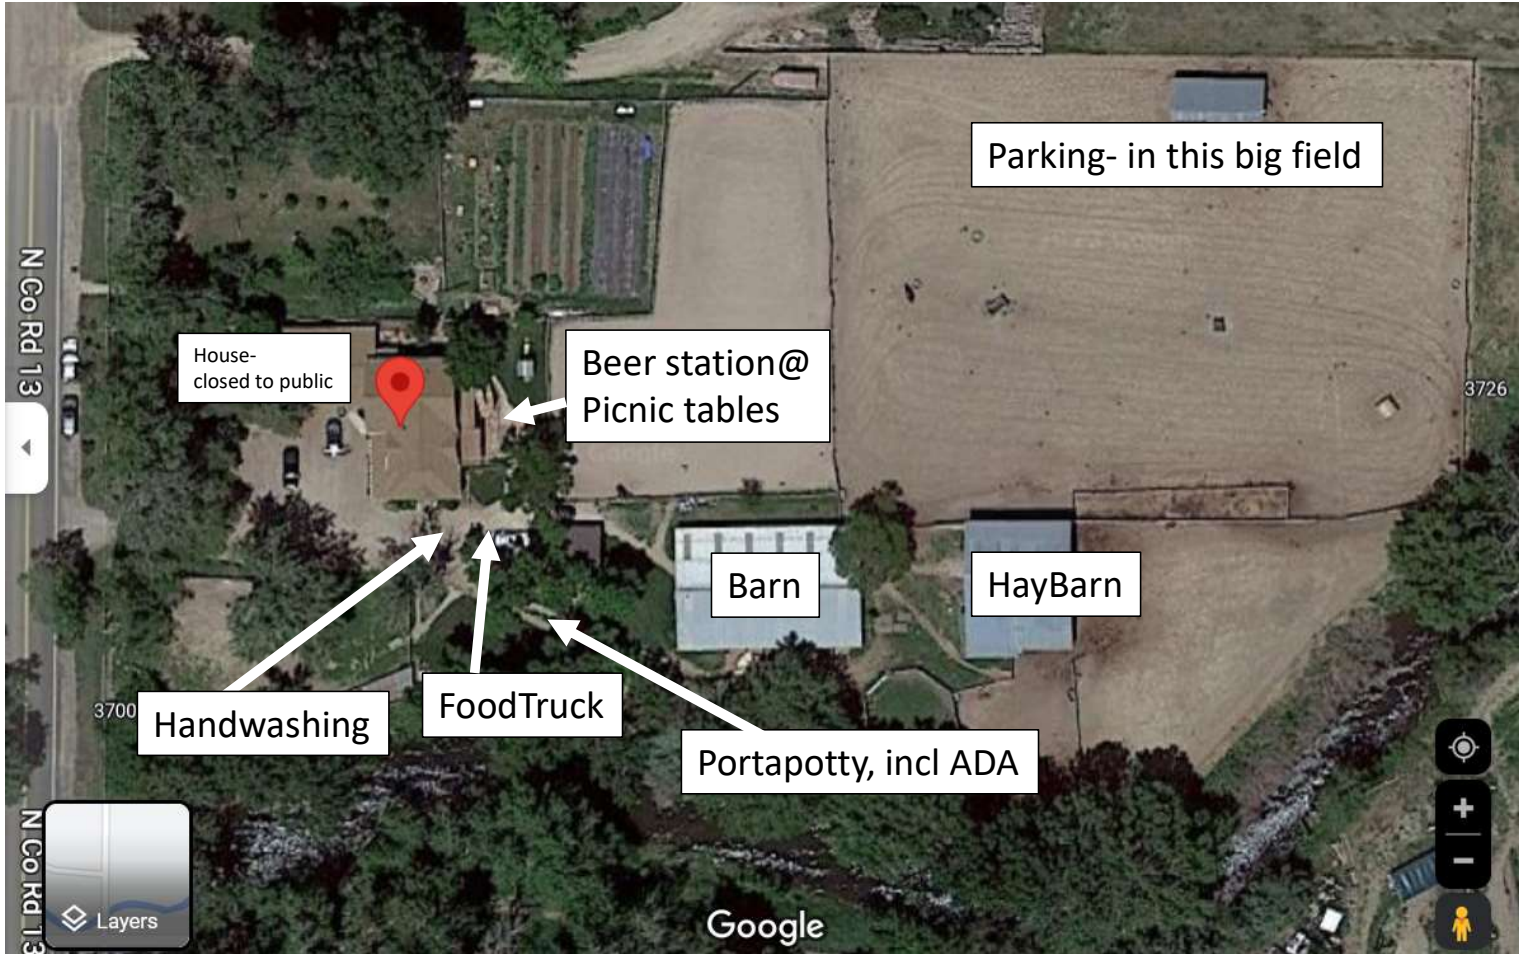 Parking- in this big field
N Co Rd 13
House-
closed to public
Beer station@
Picnic tables
3726
Barn
HayBarn
3700
Handwashing
FoodTruck
Portapotty, incl ADA
N Co Rd 13
Layers
Google
Google